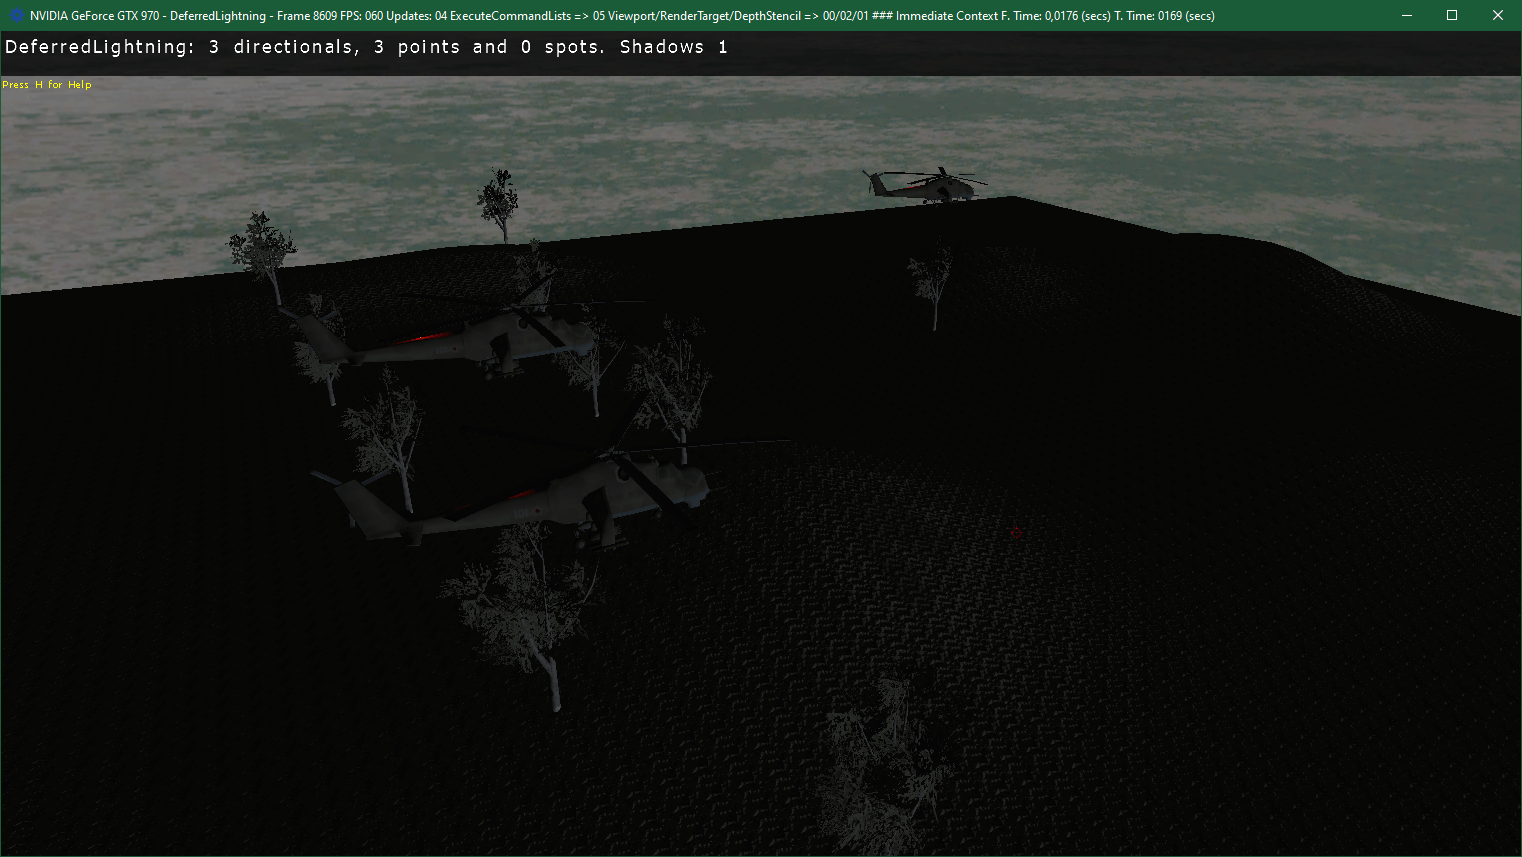 NVIDIA GeForce GTX 970 - DeferredLightning - Frame 8609 FPS: 060 Updates: 04 ExecuteCommandLists => 05 Viewport/RenderTarget/DepthStencil => 00/02/01 ### Immediate Context F. Time: 0,0176 (secs) T. Time: 0169 (secs)
DeferredLightning: 3 directionals, 3 points and 0 spots. Shadows 1
Press H for Help